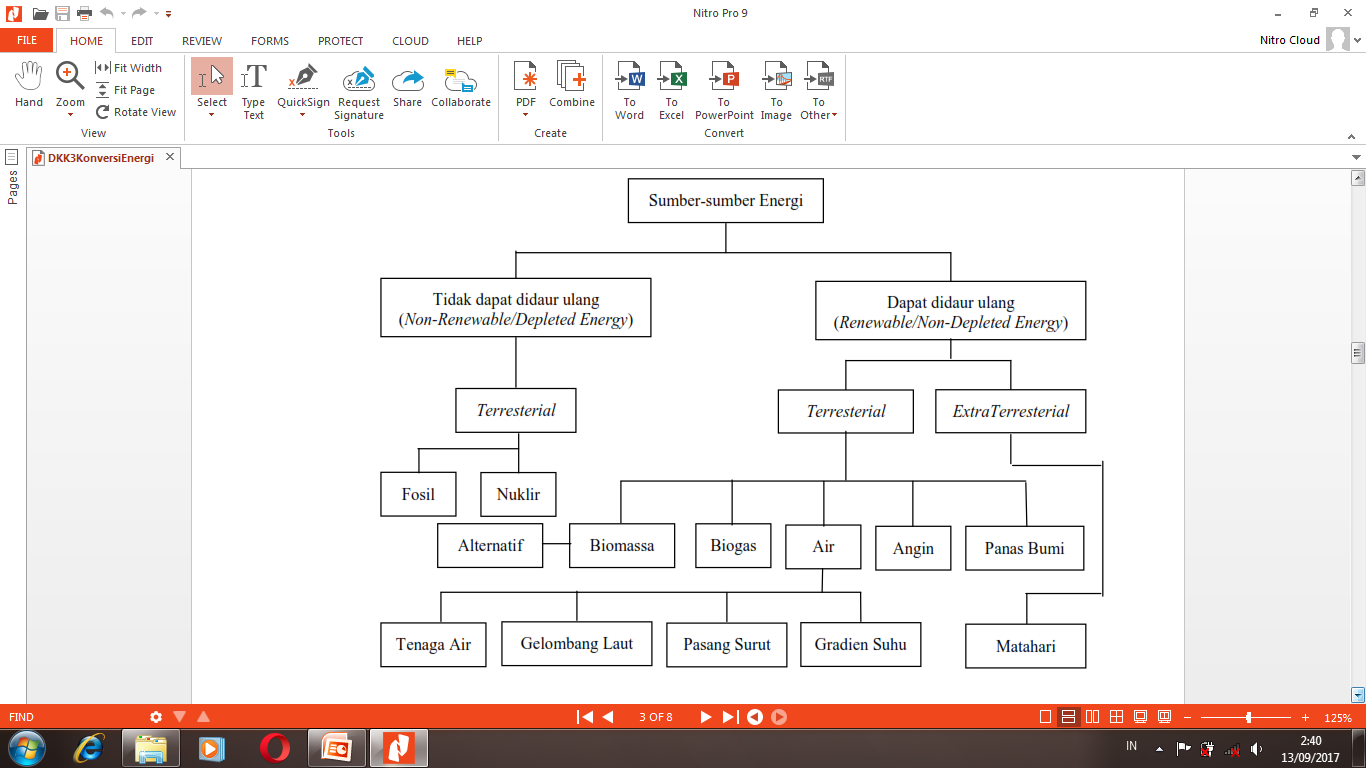 Nitro Pro 9
FILE HOME EDIT REVIEW FORMS PROTECT CLOUD HELP
Nitro Cloud
Hand
Zoom
Fit Width
Fit Page
Rotate View
View
Select
Type
Text
QuickSign
Request
Signature
Share
Collaborate
Tools
PDF
Combine
Create
To
Word
To
Excel
To
PowerPoint
To
Image
To
Other
Convert
W
X
P
RTF
DKK3KonversiEnergi
Pages
Sumber-sumber Energi
Tidak dapat didaur ulang
(Non-Renewable/Depleted Energy)
Dapat didaur ulang
(Renewable/Non-Depleted Energy)
Terresterial
Terresterial
ExtraTerresterial
Fosil
Nuklir
Alternatif
Biomassa
Biogas
Air
Angin
Panas Bumi
Tenaga Air
Gelombang Laut
Pasang Surut
Gradien Suhu
Matahari
FIND
3 OF 8
125%
IN
2:40
13/09/2017